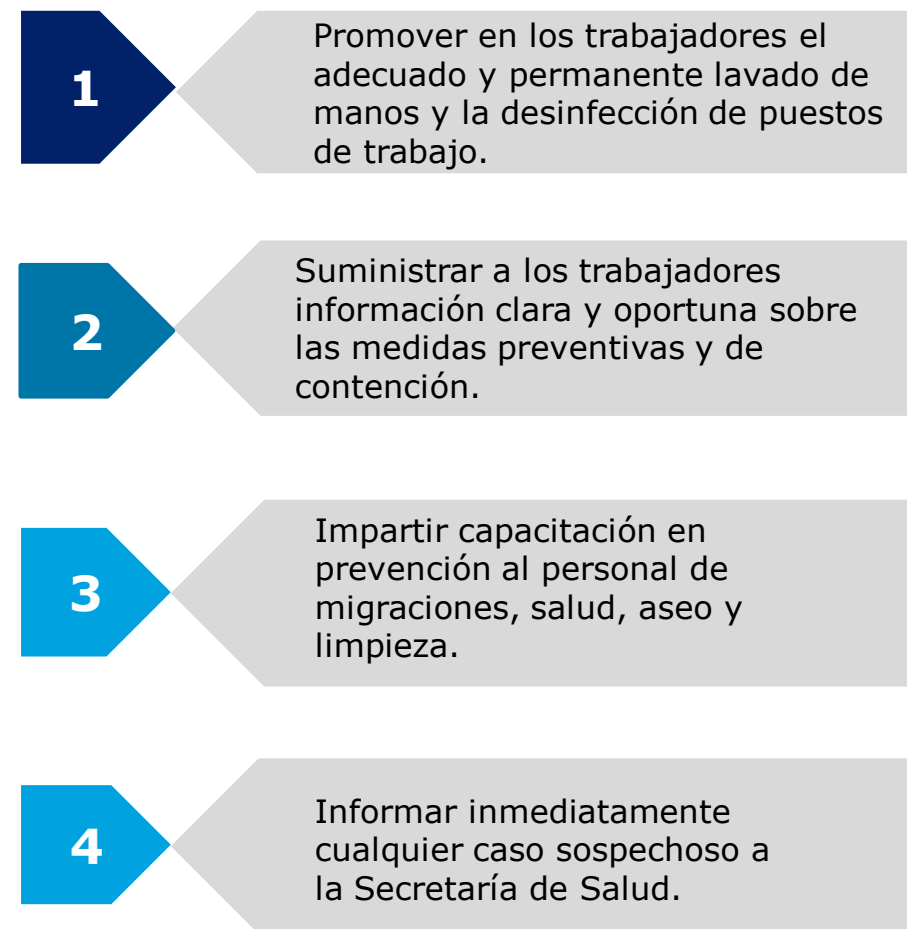 1
Promover en los trabajadores el
adecuado y permanente lavado de
manos y la desinfección de puestos
de trabajo.
2
Suministrar a los trabajadores
información clara y oportuna sobre
las medidas preventivas y de
contención.
3
Impartir capacitación en
prevención al personal de
migraciones, salud, aseo y
limpieza.
4
Informar inmediatamente
cualquier caso sospechoso a
la Secretaría de Salud.